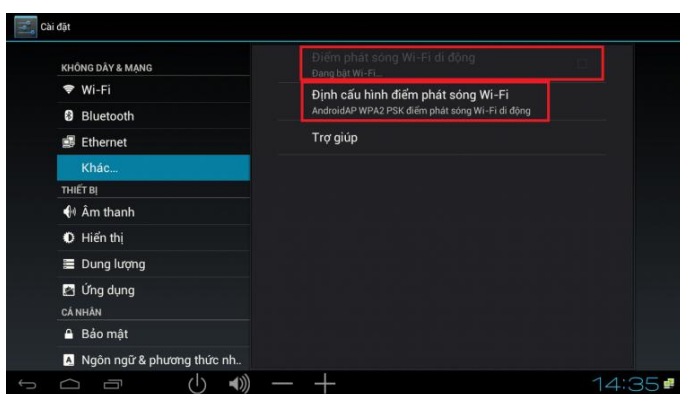 Cài đặt
KHÔNG DÂY & MẠNG
Wi-Fi
Bluetooth
Ethernet
Khác...
THIẾT BỊ
Âm thanh
Hiển thị
Dung lượng
Ứng dụng
CÁ NHÂN
Bảo mật
Ngôn ngữ & phương thức nh..
Điểm phát sóng Wi-Fi di động
Đang bật Wi-Fi...
Định cấu hình điểm phát sóng Wi-Fi
AndroidAP WPA2 PSK điểm phát sóng Wi-Fi di động
Trợ giúp
14:35